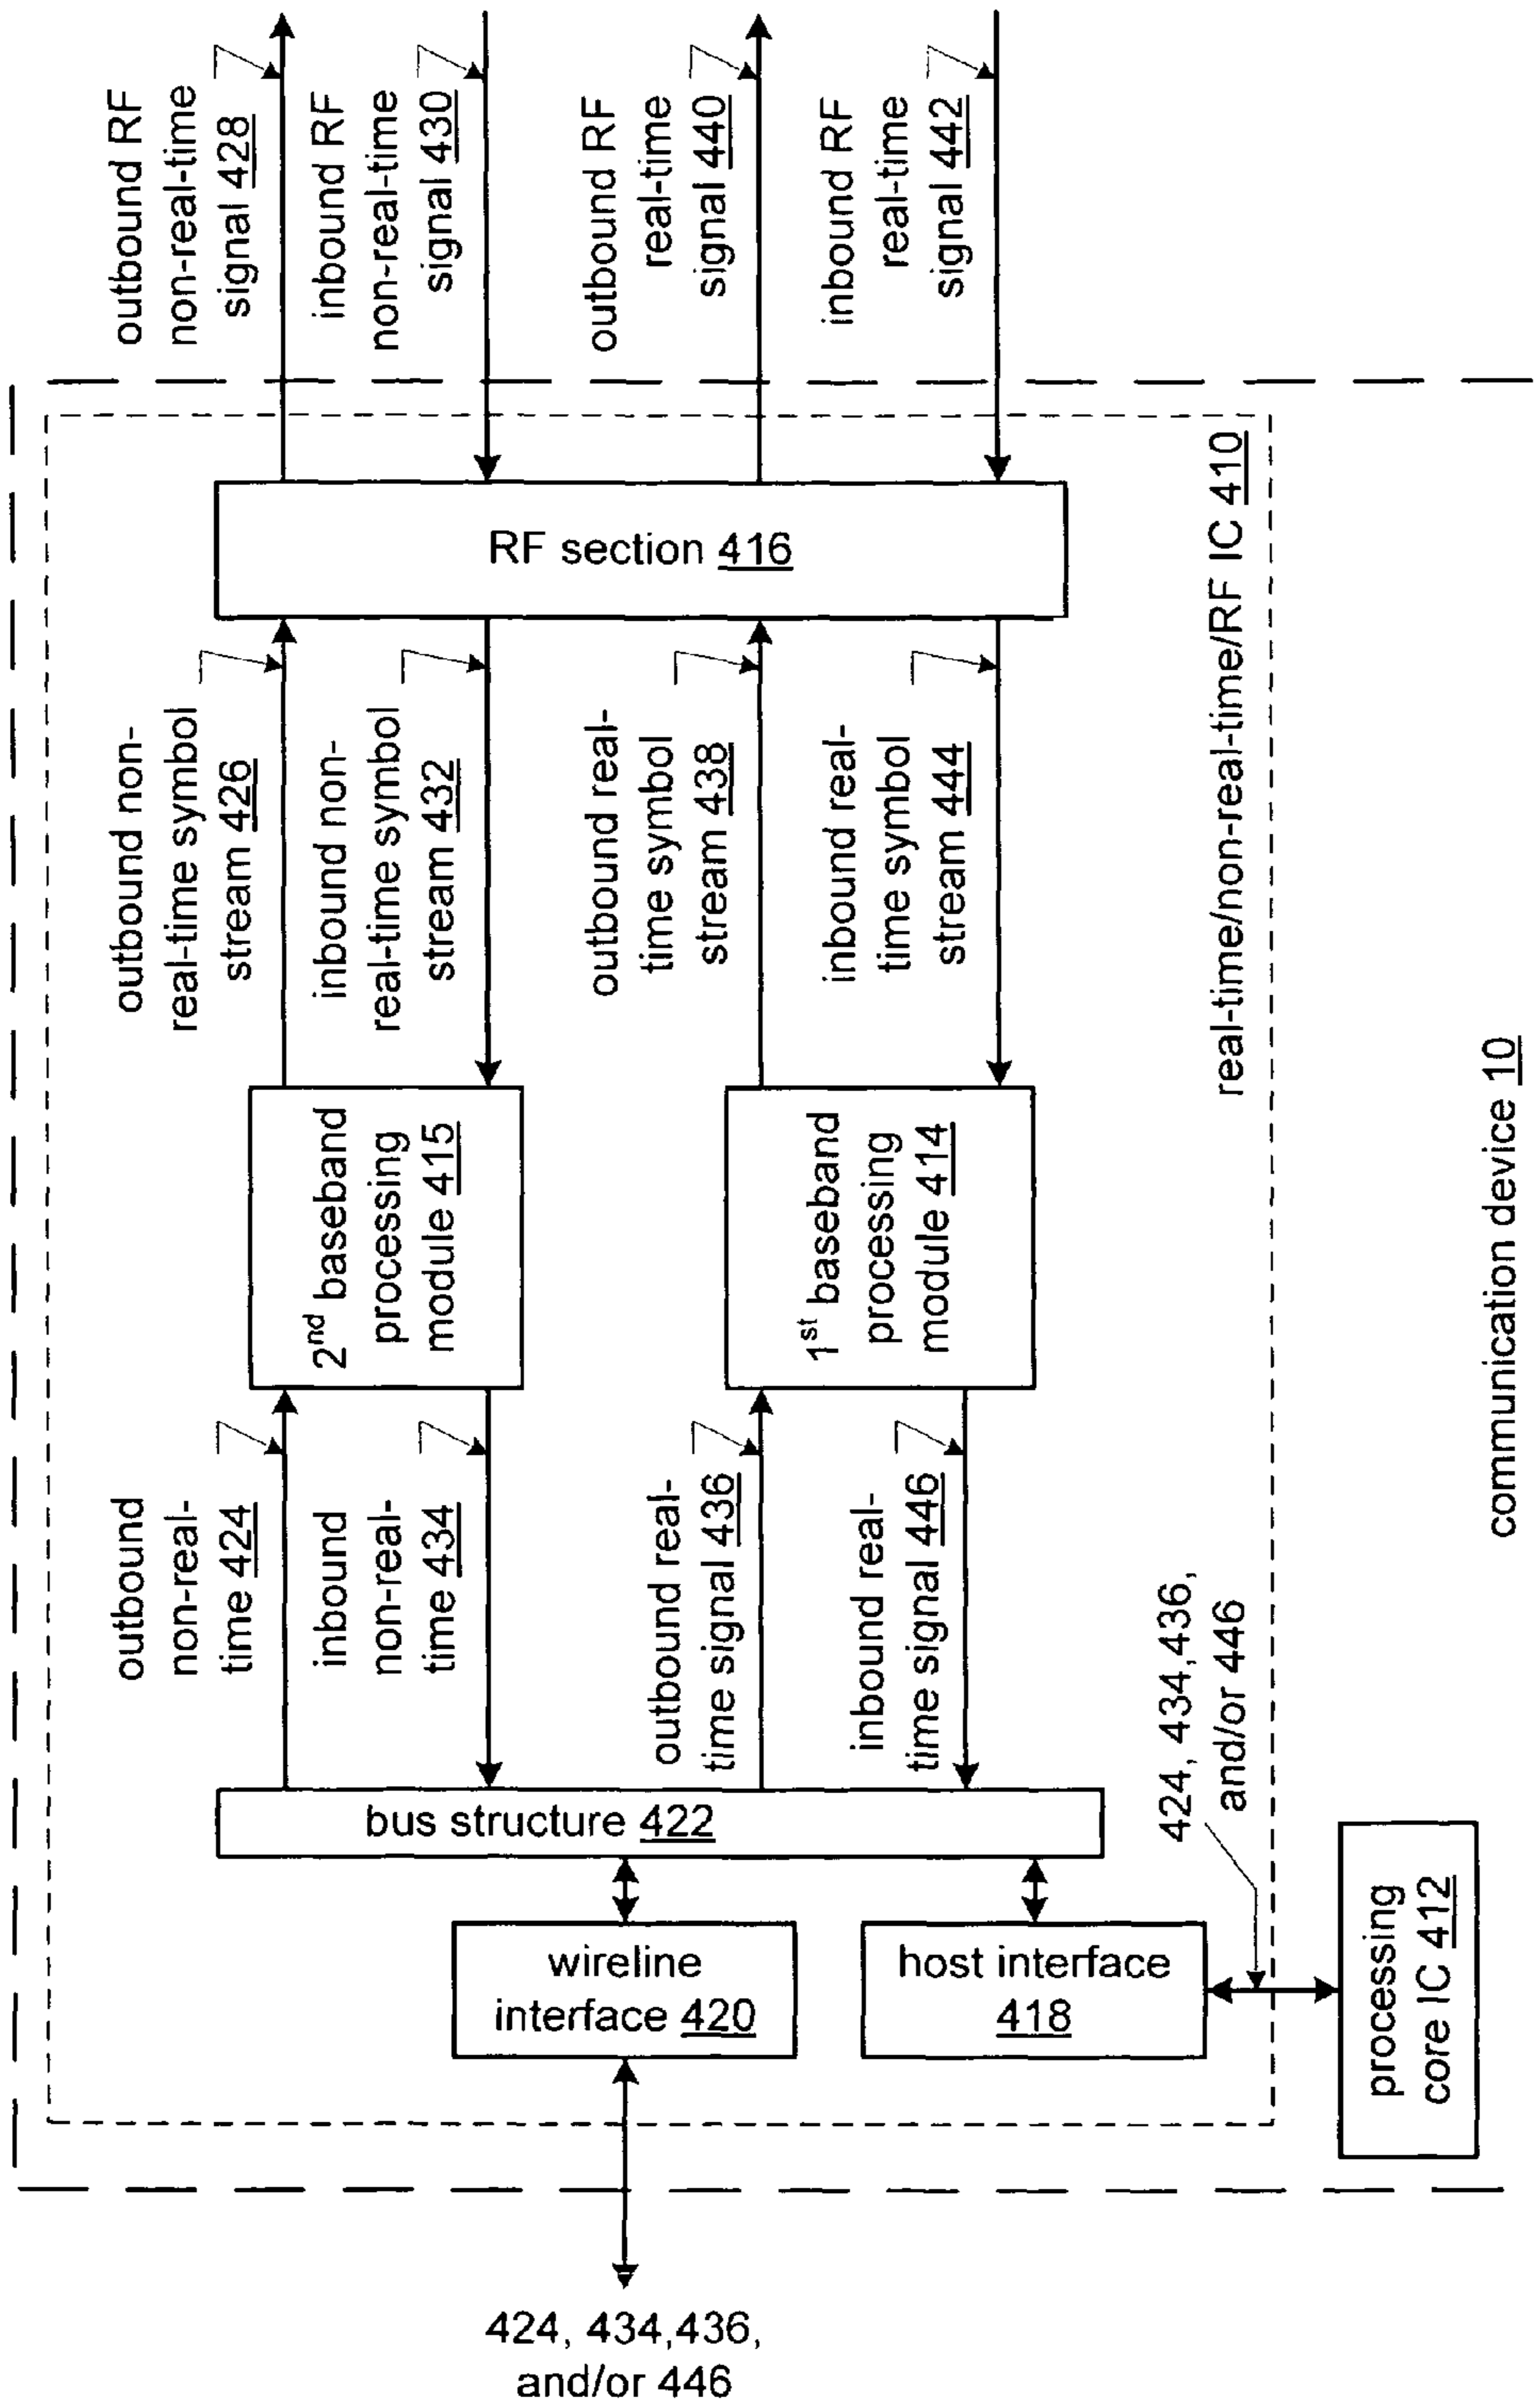 outbound RF
non-real-time
signal 428
inbound RF
non-real-time
signal 430
outbound RF
real-time
signal 440
inbound RF
real-time
signal 442
RF section 416
real-time/non-real-time/RF IC 410
outbound non-
real-time symbol
stream 426
inbound non-
real-time symbol
stream 432
outbound real-
time symbol
stream 438
inbound real-
time symbol
stream 444
2nd baseband
processing
module 415
1st baseband
processing
module 414
communication device 10
outbound
non-real-
time 424
inbound
non-real-
time 434
outbound real-
time signal 436
inbound real-
time signal 446
424, 434,436,
and/or 446
bus structure 422
wireline
interface 420
host interface
418
processing
core IC 412
424, 434,436,
and/or 446